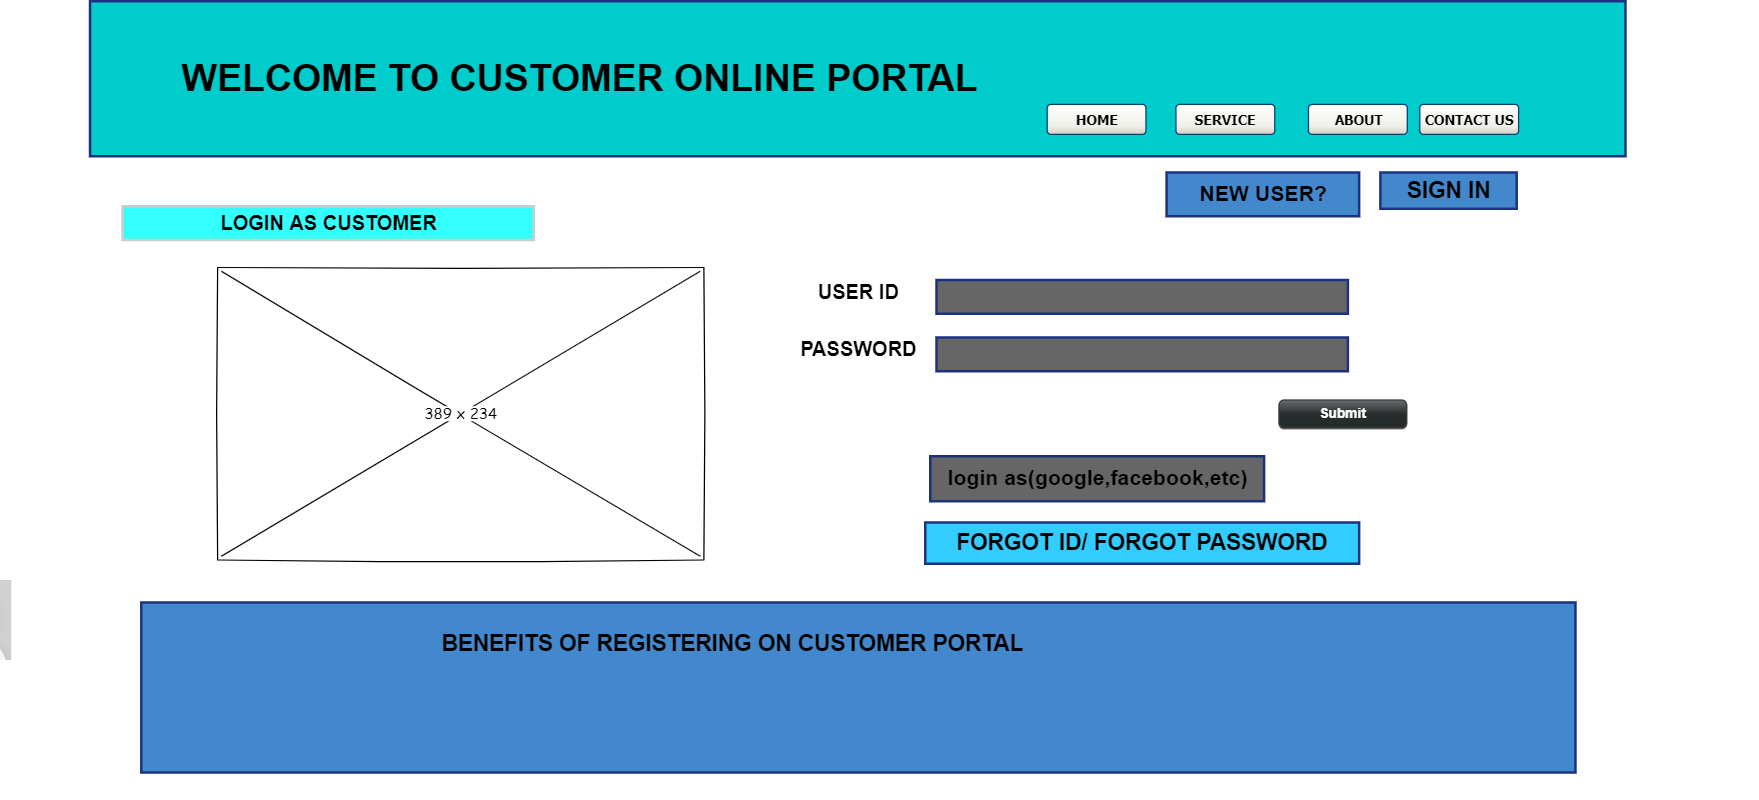 WELCOME TO CUSTOMER ONLINE PORTAL
HOME
SERVICE
ABOUT
CONTACT US
NEW USER?
SIGN IN
LOGIN AS CUSTOMER
USER ID
PASSWORD
389 x 234
Submit
login as(google,facebook,etc)
FORGOT ID/ FORGOT PASSWORD
BENEFITS OF REGISTERING ON CUSTOMER PORTAL